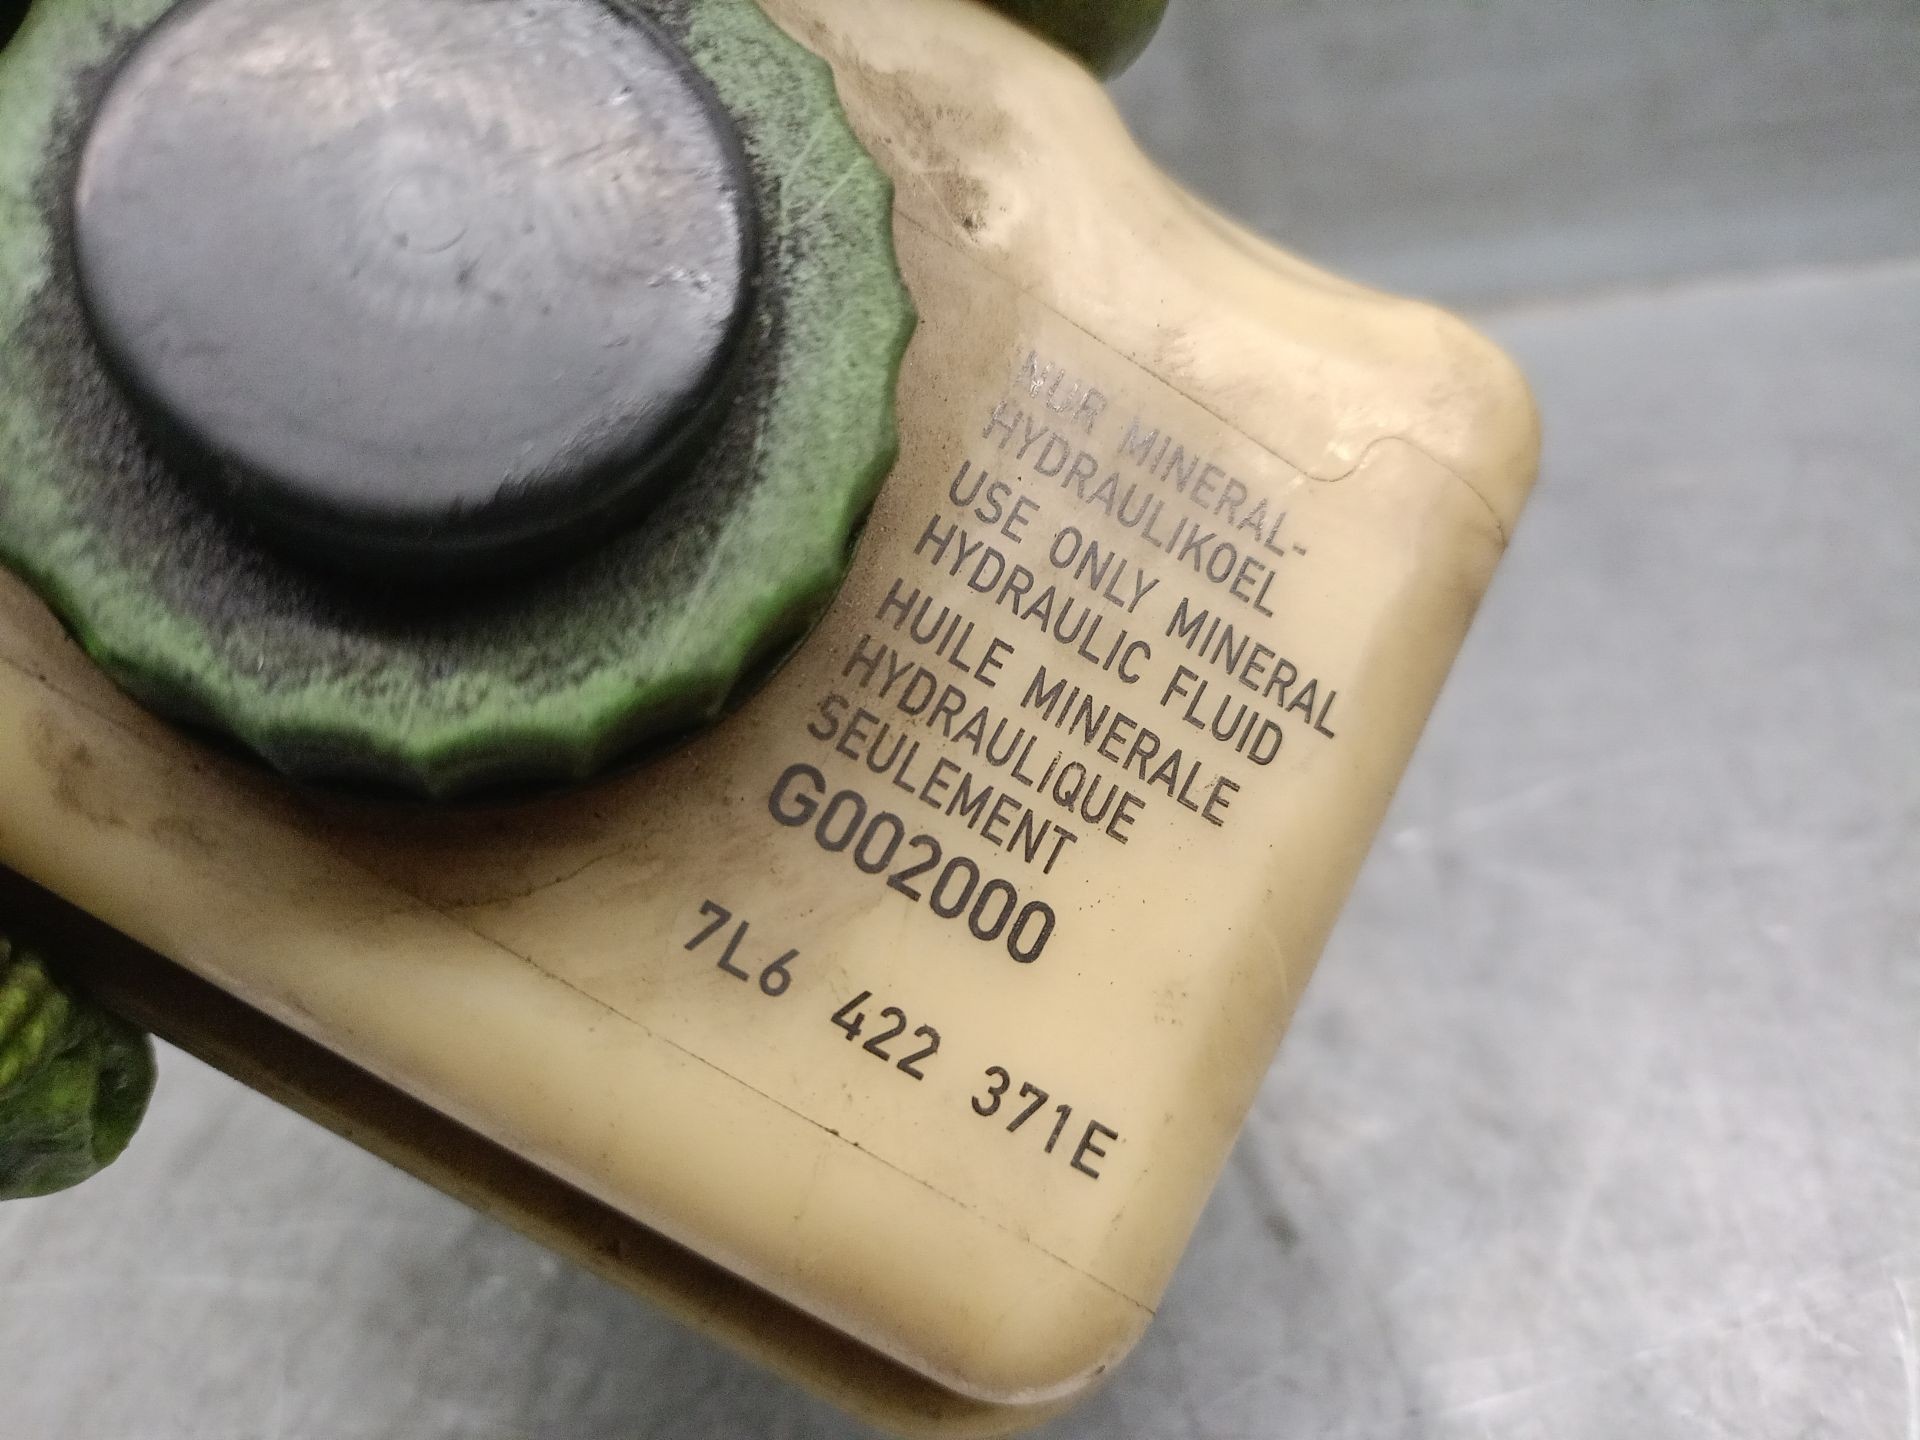 NUR MINERAL-
HYDRAULIKOEL
USE ONLY MINERAL
HYDRAULIC FLUID
HUILE MINERALE
HYDRAULIQUE
SEULEMENT
G002000
7L6 422 371E